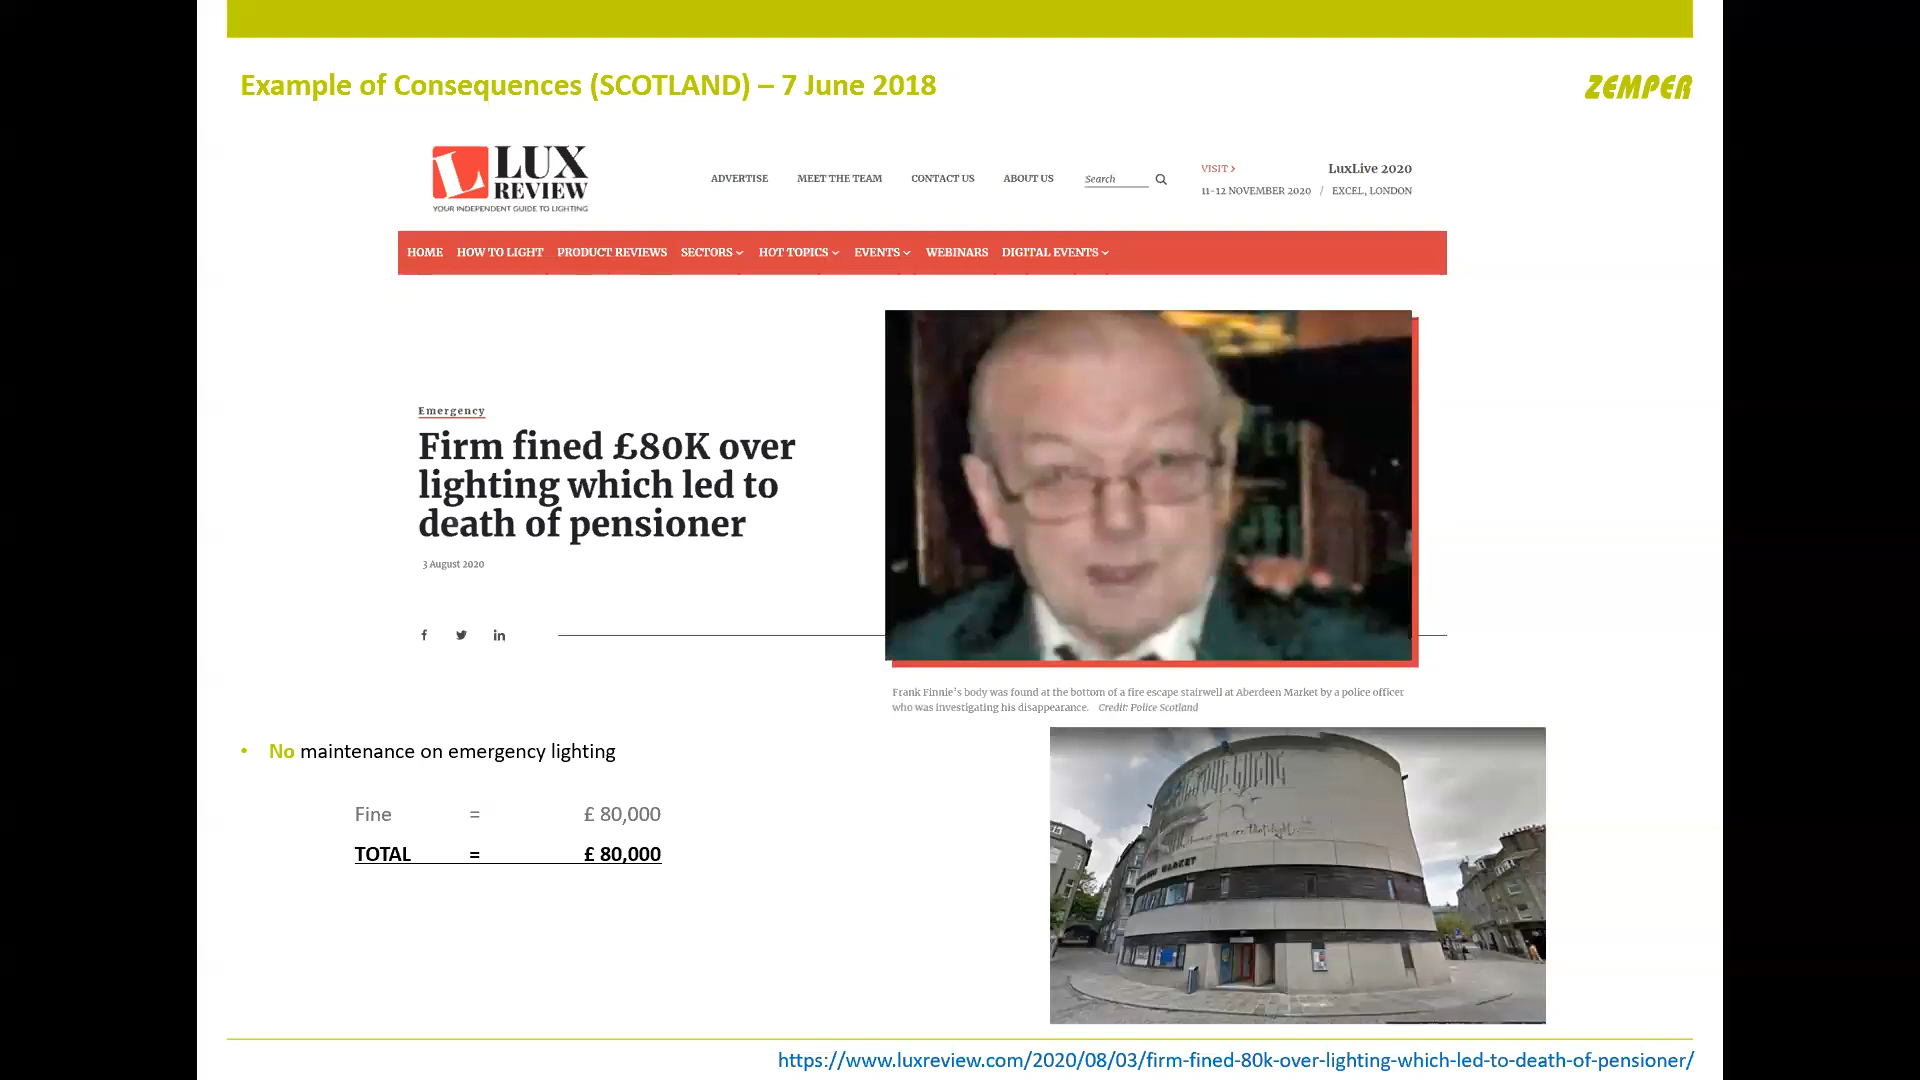 Example of Consequences (SCOTLAND) – 7 June 2018
ZEMPER
LUX
REVIEW
YOUR INDEPENDENT GUIDE TO LIGHTING
ADVERTISE MEET THE TEAM CONTACT US ABOUT US Search
VISIT > LuxLive 2020
11-12 NOVEMBER 2020 / EXCEL, LONDON
HOME HOW TO LIGHT PRODUCT REVIEWS SECTORS HOT TOPICS EVENTS WEBINARS DIGITAL EVENTS
Emergency
Firm fined £80K over
lighting which led to
death of pensioner
3 August 2020
Frank Finnie's body was found at the bottom of a fire escape stairwell at Aberdeen Market by a police officer
who was investigating his disappearance. Credit: Police Scotland
• No maintenance on emergency lighting
Fine = £ 80,000
TOTAL = £ 80,000
MARKET
https://www.luxreview.com/2020/08/03/firm-fined-80k-over-lighting-which-led-to-death-of-pensioner/